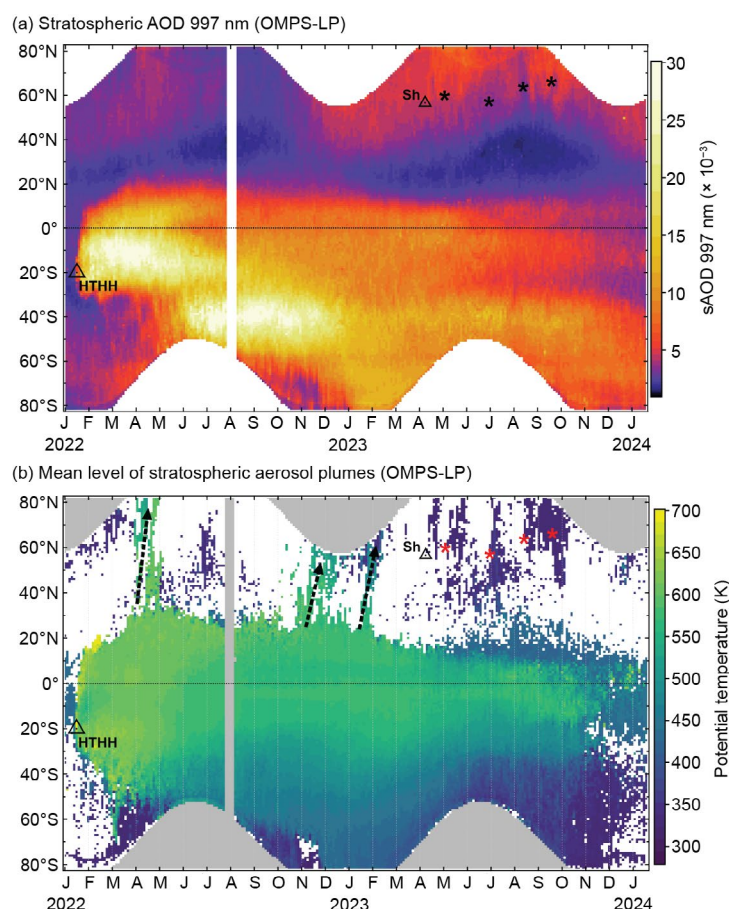 (a) Stratospheric AOD 997 nm (OMPS-LP)
80°N
60°N
40°N
20°N
0°
20°S
40°S
60°S
80°S
Sh
* * * *
HTHH
30
25
20
15
10
5
sAOD 997 nm (× 10⁻³)
J F M A M J J A S O N D J F M A M J J A S O N D J
2022 2023 2024
(b) Mean level of stratospheric aerosol plumes (OMPS-LP)
80°N
60°N
40°N
20°N
0°
20°S
40°S
60°S
80°S
Sh
* * * *
HTHH
700
650
600
550
500
450
400
350
300
Potential temperature (K)
J F M A M J J A S O N D J F M A M J J A S O N D J
2022 2023 2024